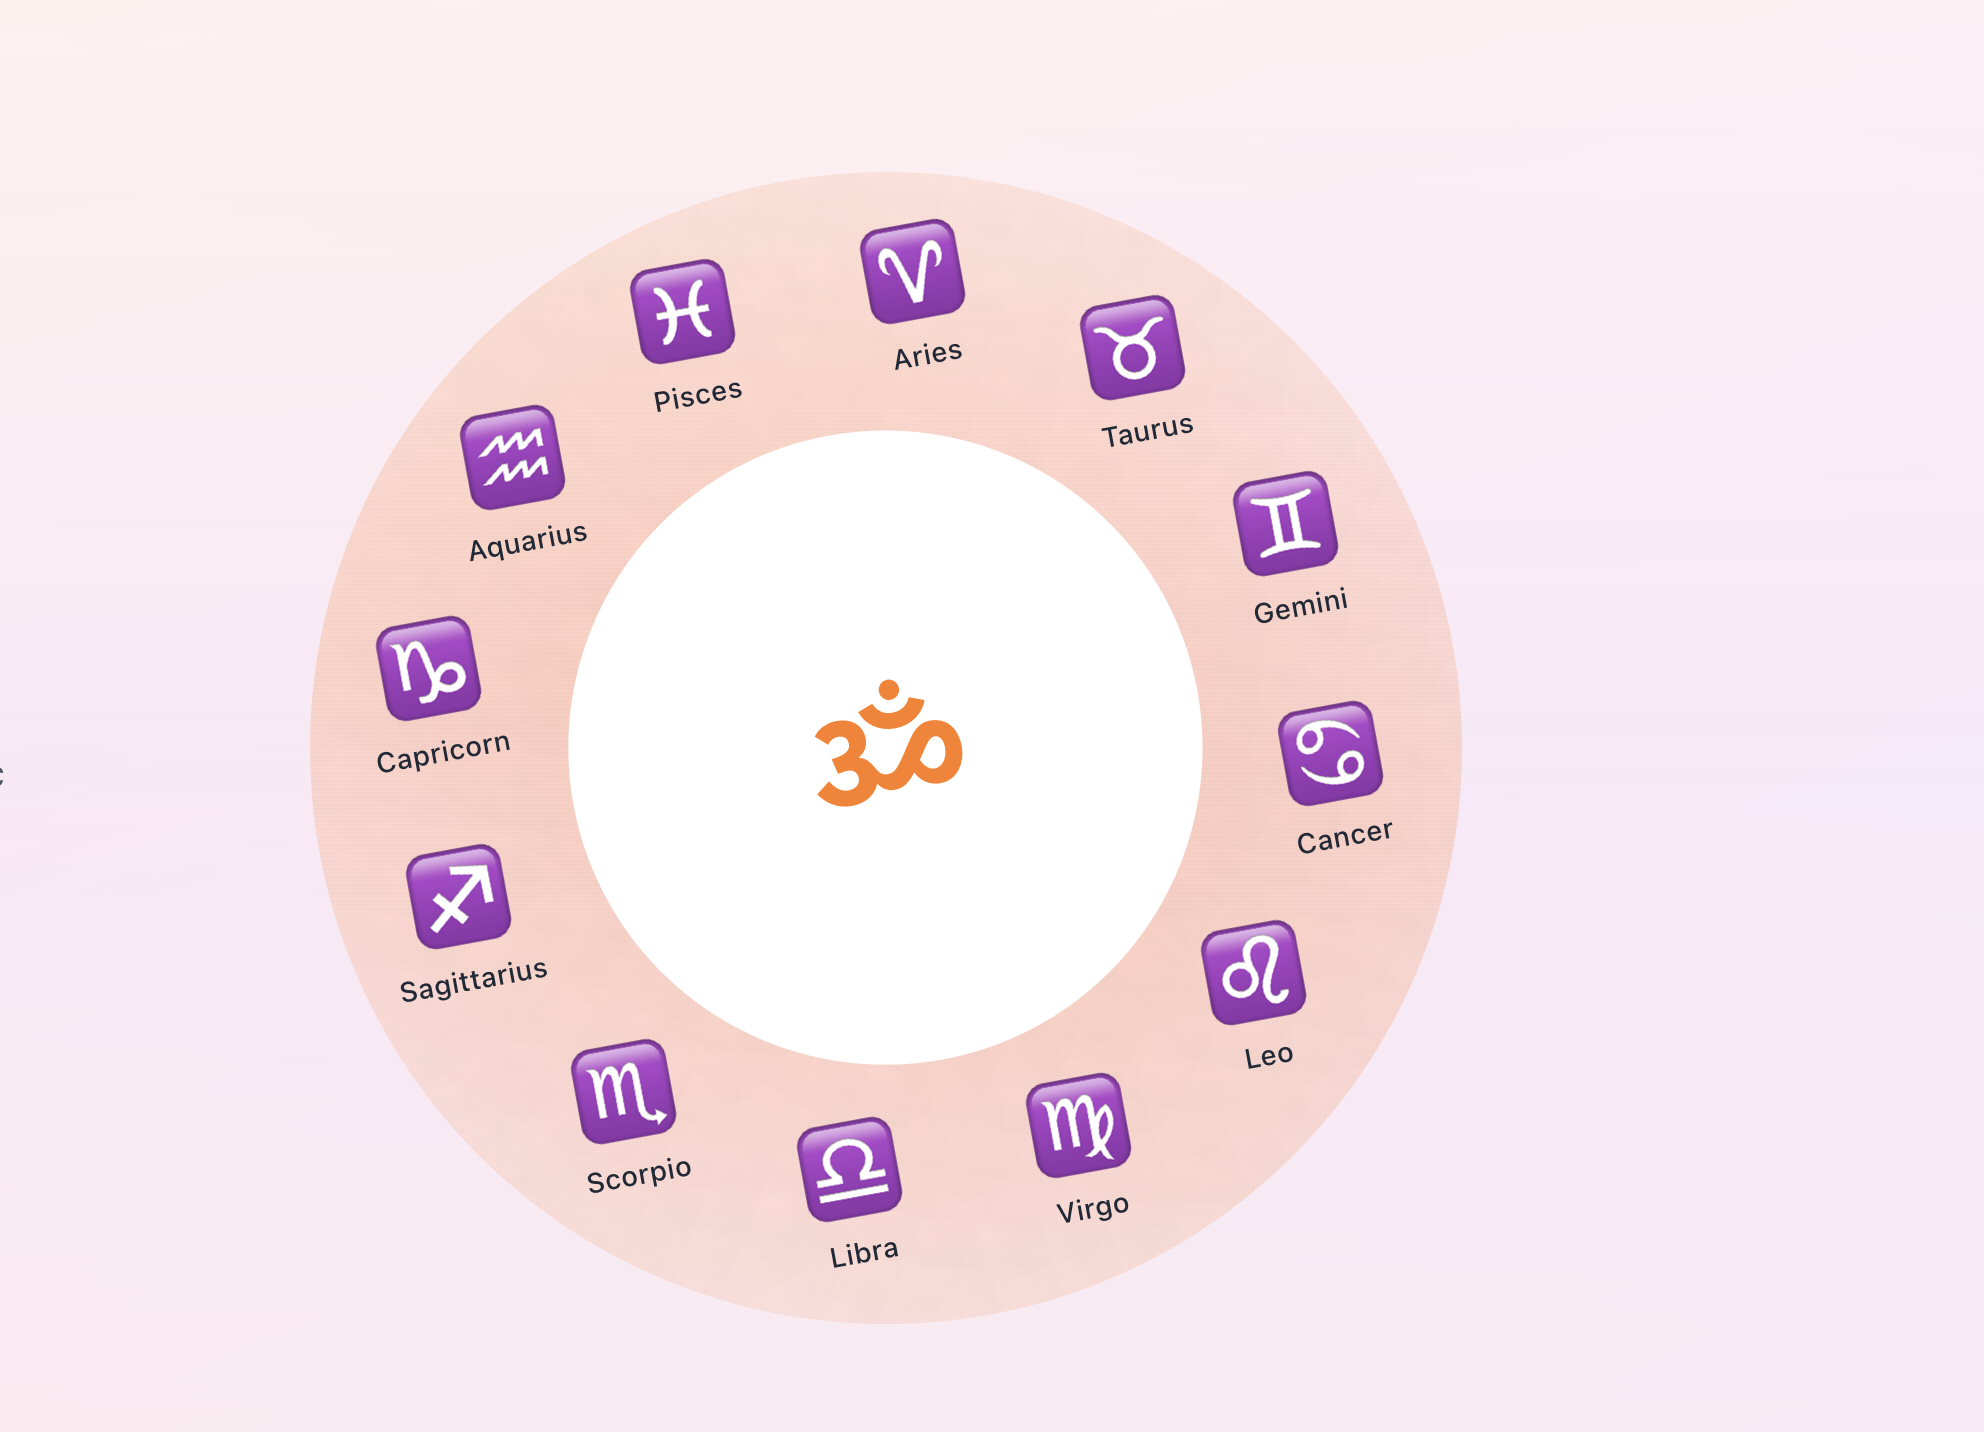 Aries
Taurus
Gemini
Cancer
Leo
Virgo
Libra
Scorpio
Sagittarius
Capricorn
Aquarius
Pisces
ॐ